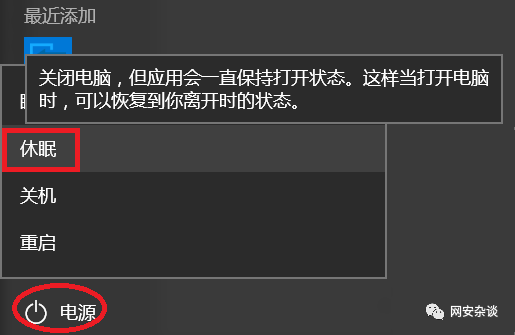 最近添加
关闭电脑，但应用会一直保持打开状态。这样当打开电脑
时，可以恢复到你离开时的状态。
休眠
关机
重启
电源
网安杂谈